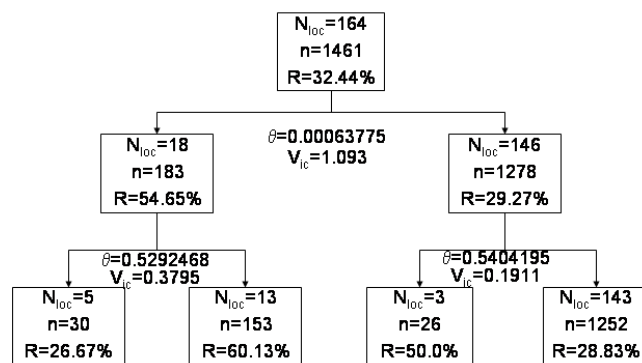 N_loc=164
n=1461
R=32.44%
θ=0.00063775
V_ic=1.093
N_loc=18
n=183
R=54.65%
N_loc=146
n=1278
R=29.27%
θ=0.5292468
V_ic=0.3795
θ=0.5404195
V_ic=0.1911
N_loc=5
n=30
R=26.67%
N_loc=13
n=153
R=60.13%
N_loc=3
n=26
R=50.0%
N_loc=143
n=1252
R=28.83%